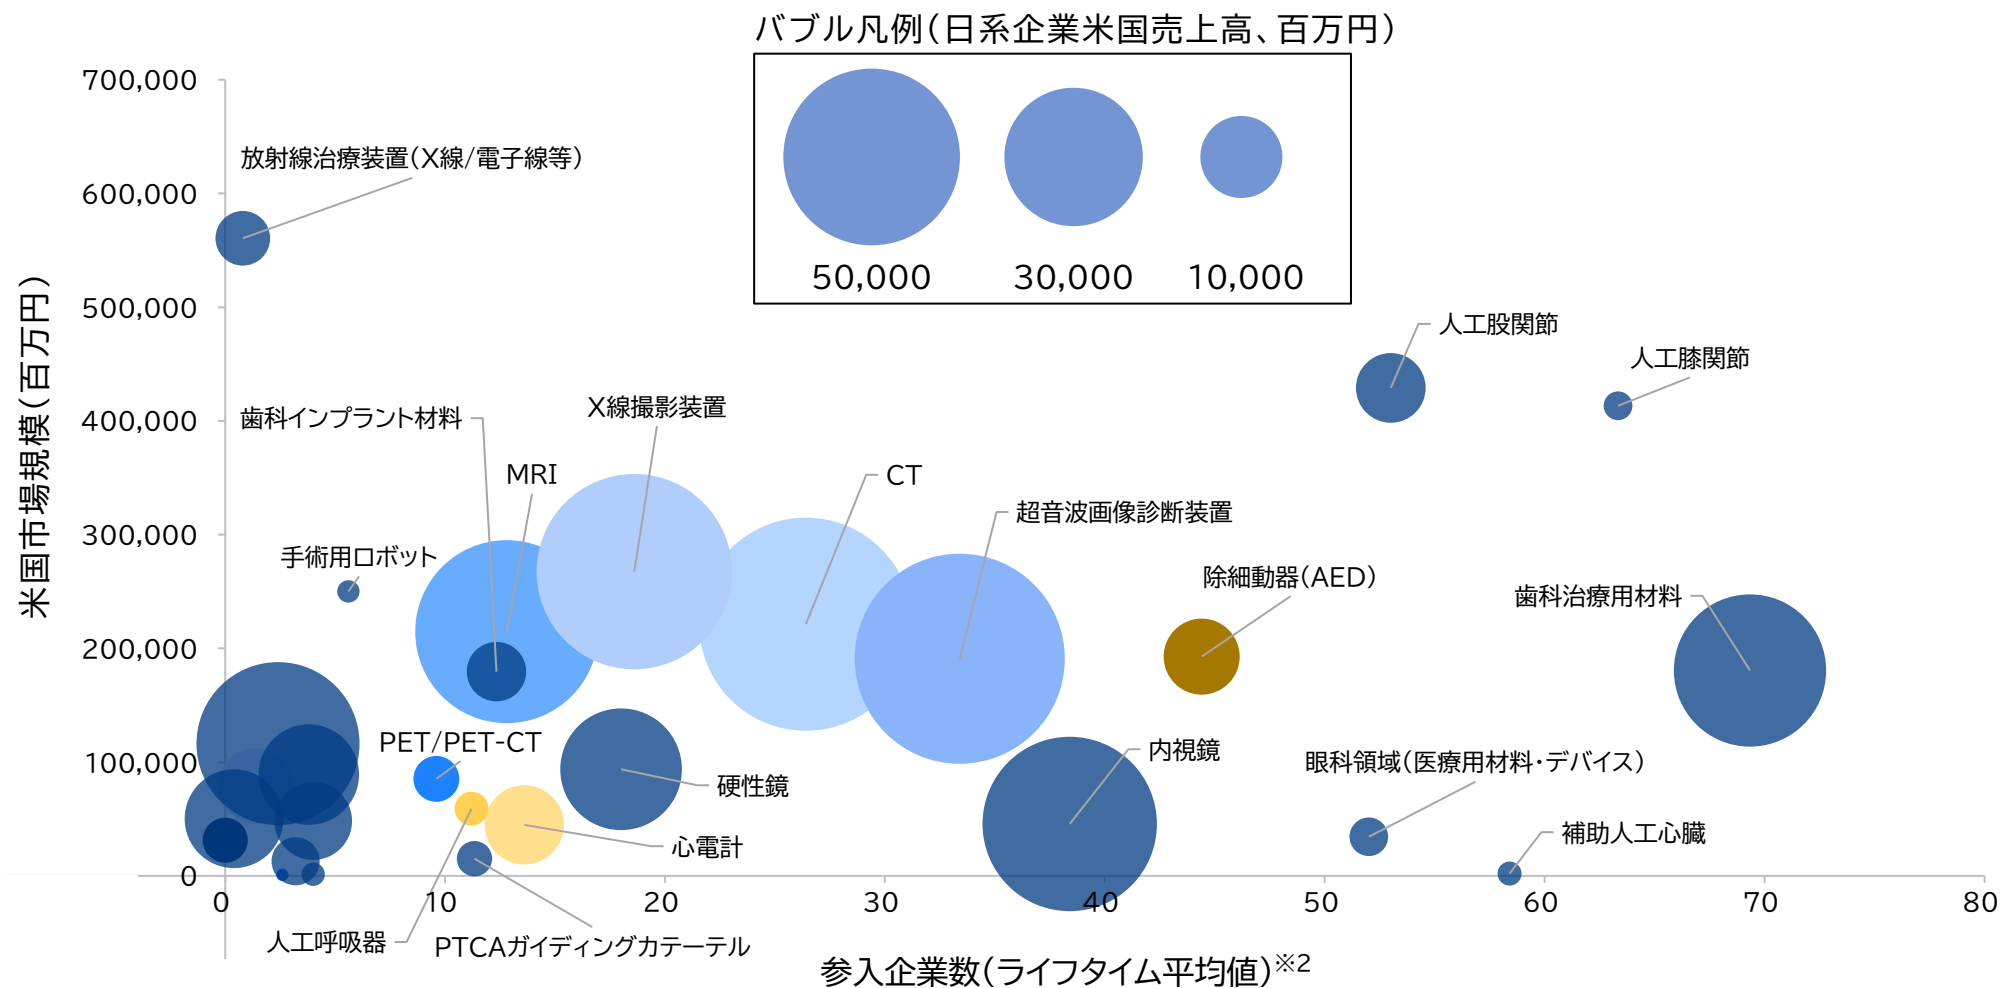 バブル凡例(日系企業米国売上高、百万円)
50,000
30,000
10,000
米国市場規模(百万円)
700,000
600,000
500,000
400,000
300,000
200,000
100,000
0
放射線治療装置(X線/電子線等)
人工股関節
人工膝関節
歯科インプラント材料
X線撮影装置
MRI
CT
超音波画像診断装置
手術用ロボット
除細動器(AED)
歯科治療用材料
PET/PET-CT
硬性鏡
内視鏡
眼科領域(医療用材料・デバイス)
心電計
補助人工心臓
人工呼吸器
PTCAガイディングカテーテル
0
10
20
30
40
50
60
70
80
参入企業数(ライフタイム平均値)※2